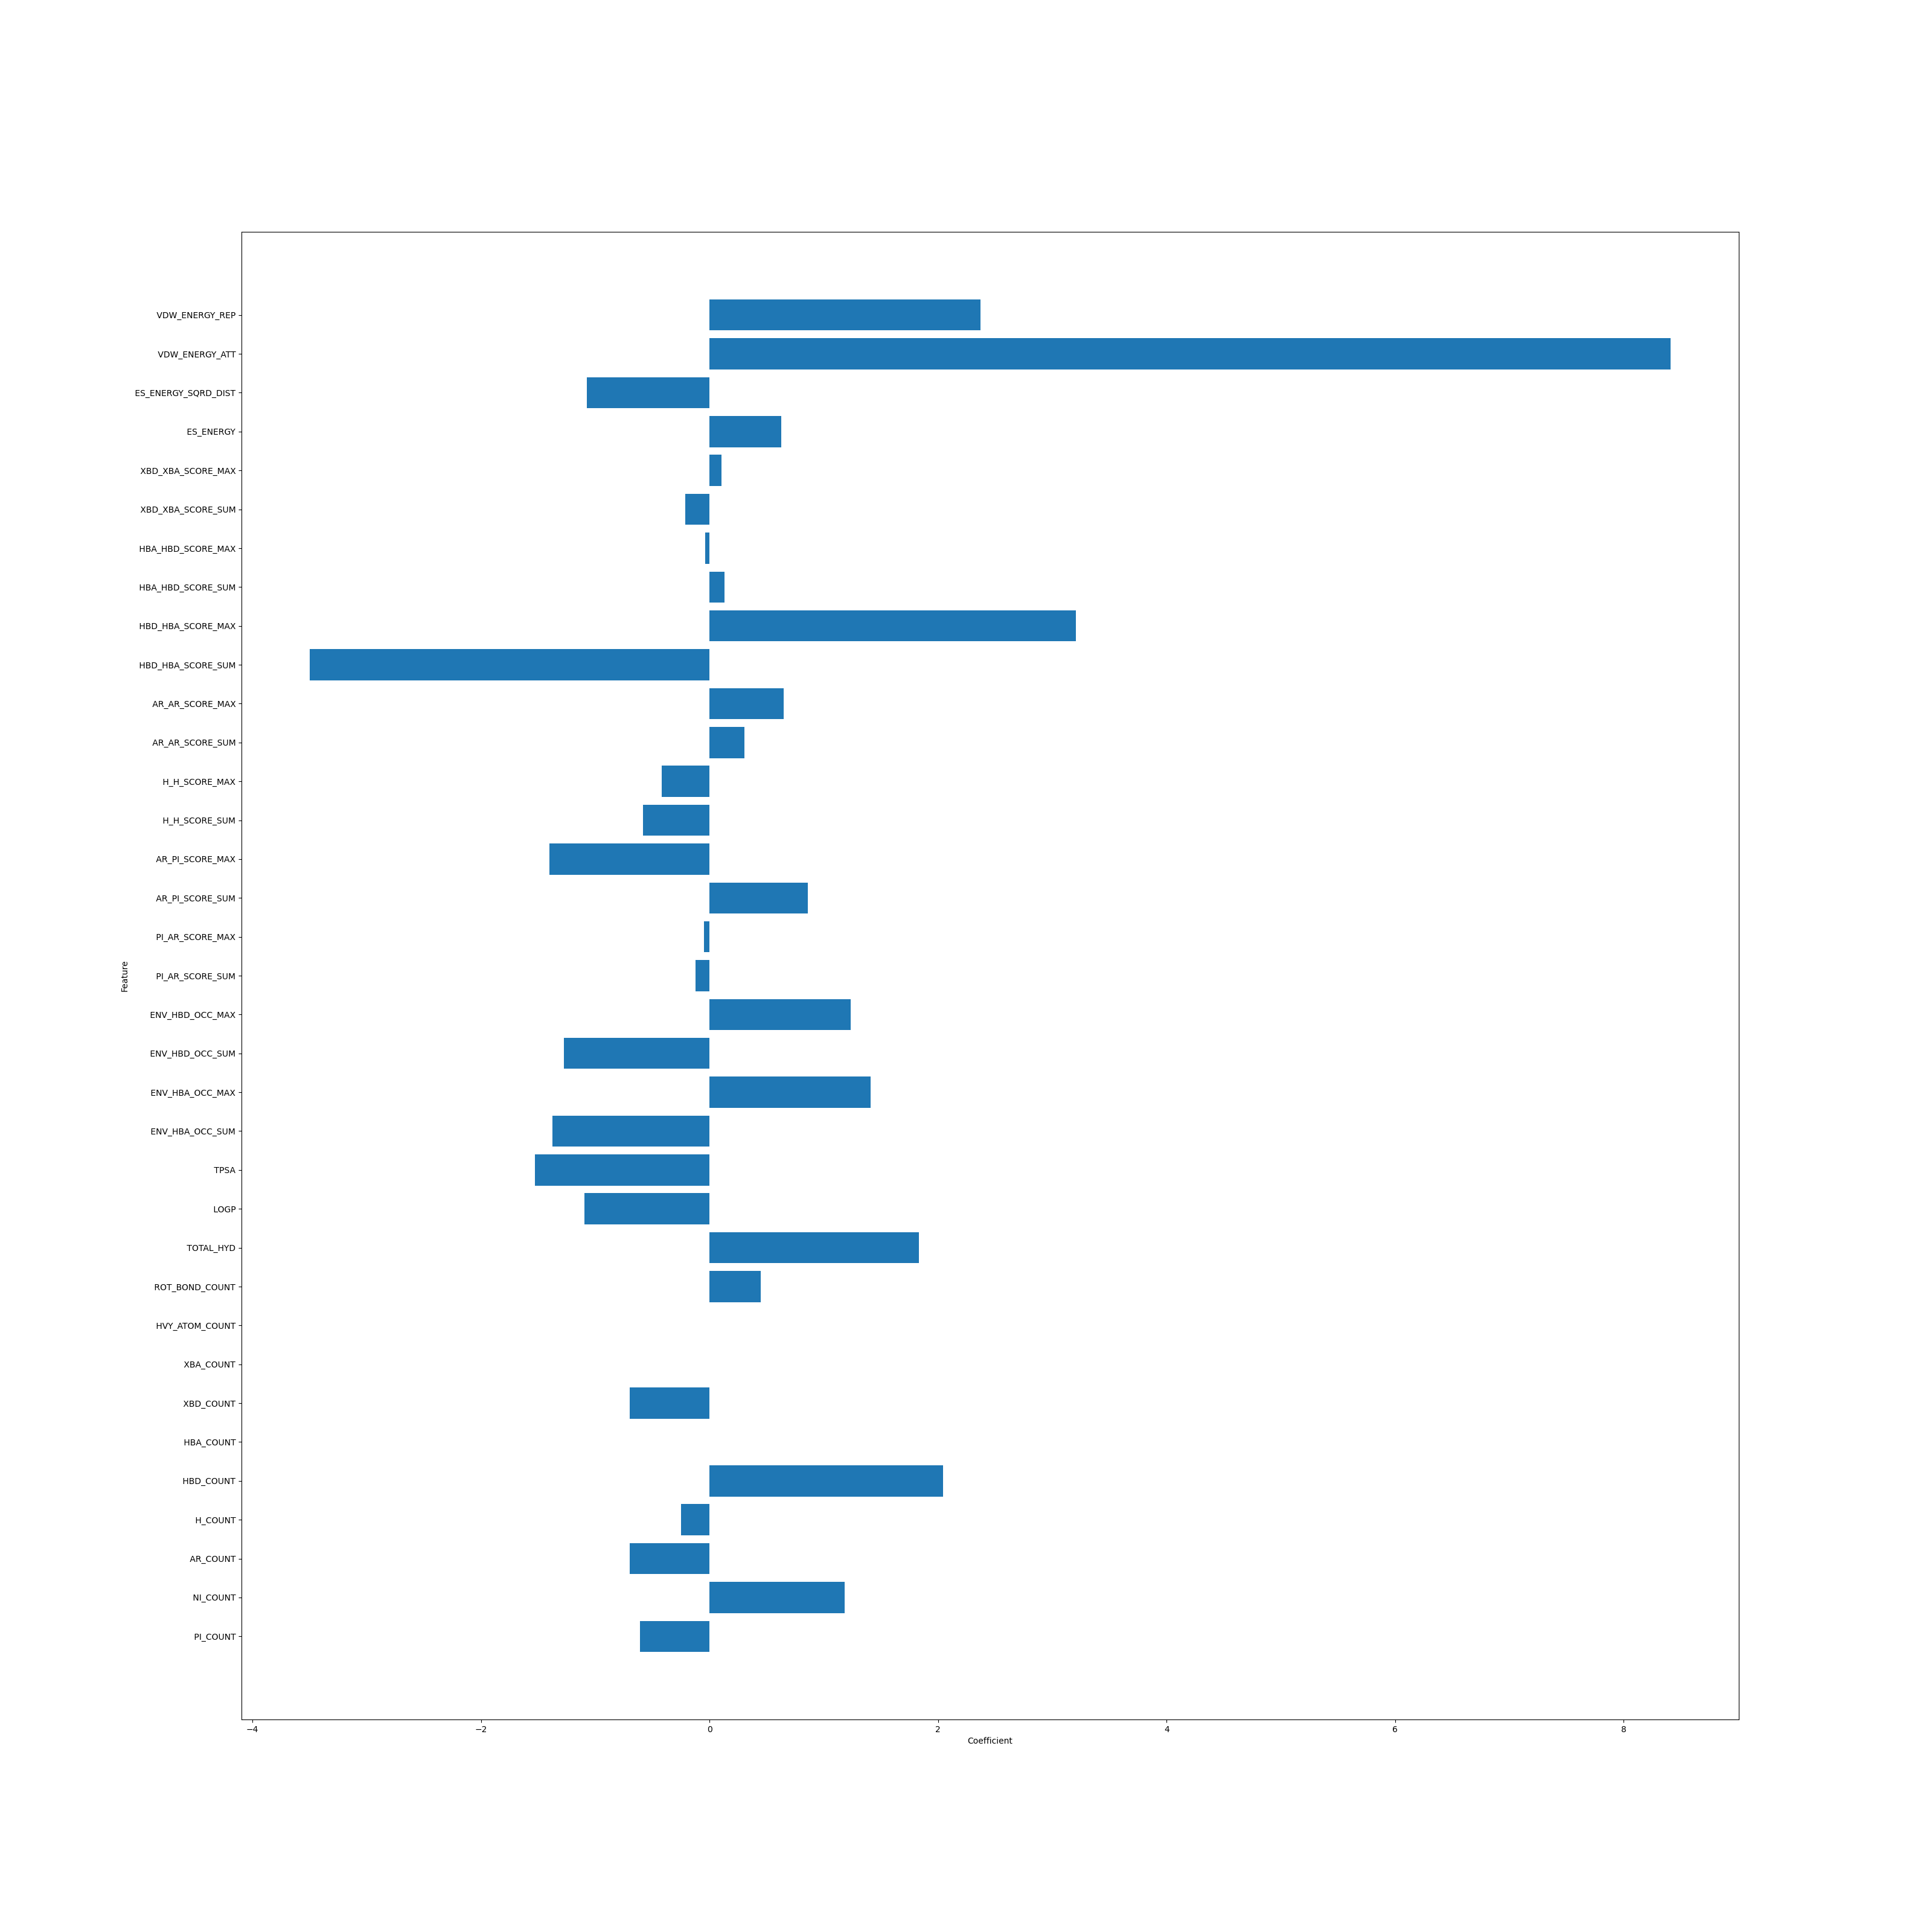 VDW_ENERGY_REP
VDW_ENERGY_ATT
ES_ENERGY_SQRD_DIST
ES_ENERGY
XBD_XBA_SCORE_MAX
XBD_XBA_SCORE_SUM
HBA_HBD_SCORE_MAX
HBA_HBD_SCORE_SUM
HBD_HBA_SCORE_MAX
HBD_HBA_SCORE_SUM
AR_AR_SCORE_MAX
AR_AR_SCORE_SUM
H_H_SCORE_MAX
H_H_SCORE_SUM
AR_PI_SCORE_MAX
AR_PI_SCORE_SUM
PI_AR_SCORE_MAX
PI_AR_SCORE_SUM
ENV_HBD_OCC_MAX
ENV_HBD_OCC_SUM
ENV_HBA_OCC_MAX
ENV_HBA_OCC_SUM
TPSA
LOGP
TOTAL_HYD
ROT_BOND_COUNT
HVY_ATOM_COUNT
XBA_COUNT
XBD_COUNT
HBA_COUNT
HBD_COUNT
H_COUNT
AR_COUNT
NI_COUNT
PI_COUNT
Feature
−4 −2 0 2 4 6 8
Coefficient